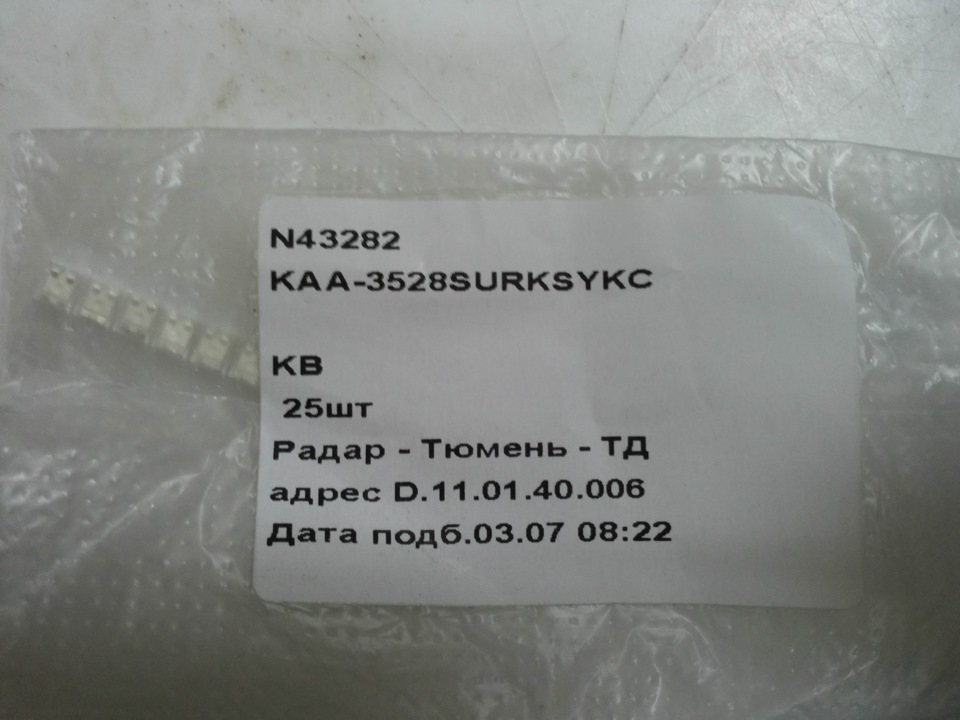 N43282
KAA-3528SURKSYKC
KB
25шт
Радар - Тюмень - ТД
адрес D.11.01.40.006
Дата подб.03.07 08:22